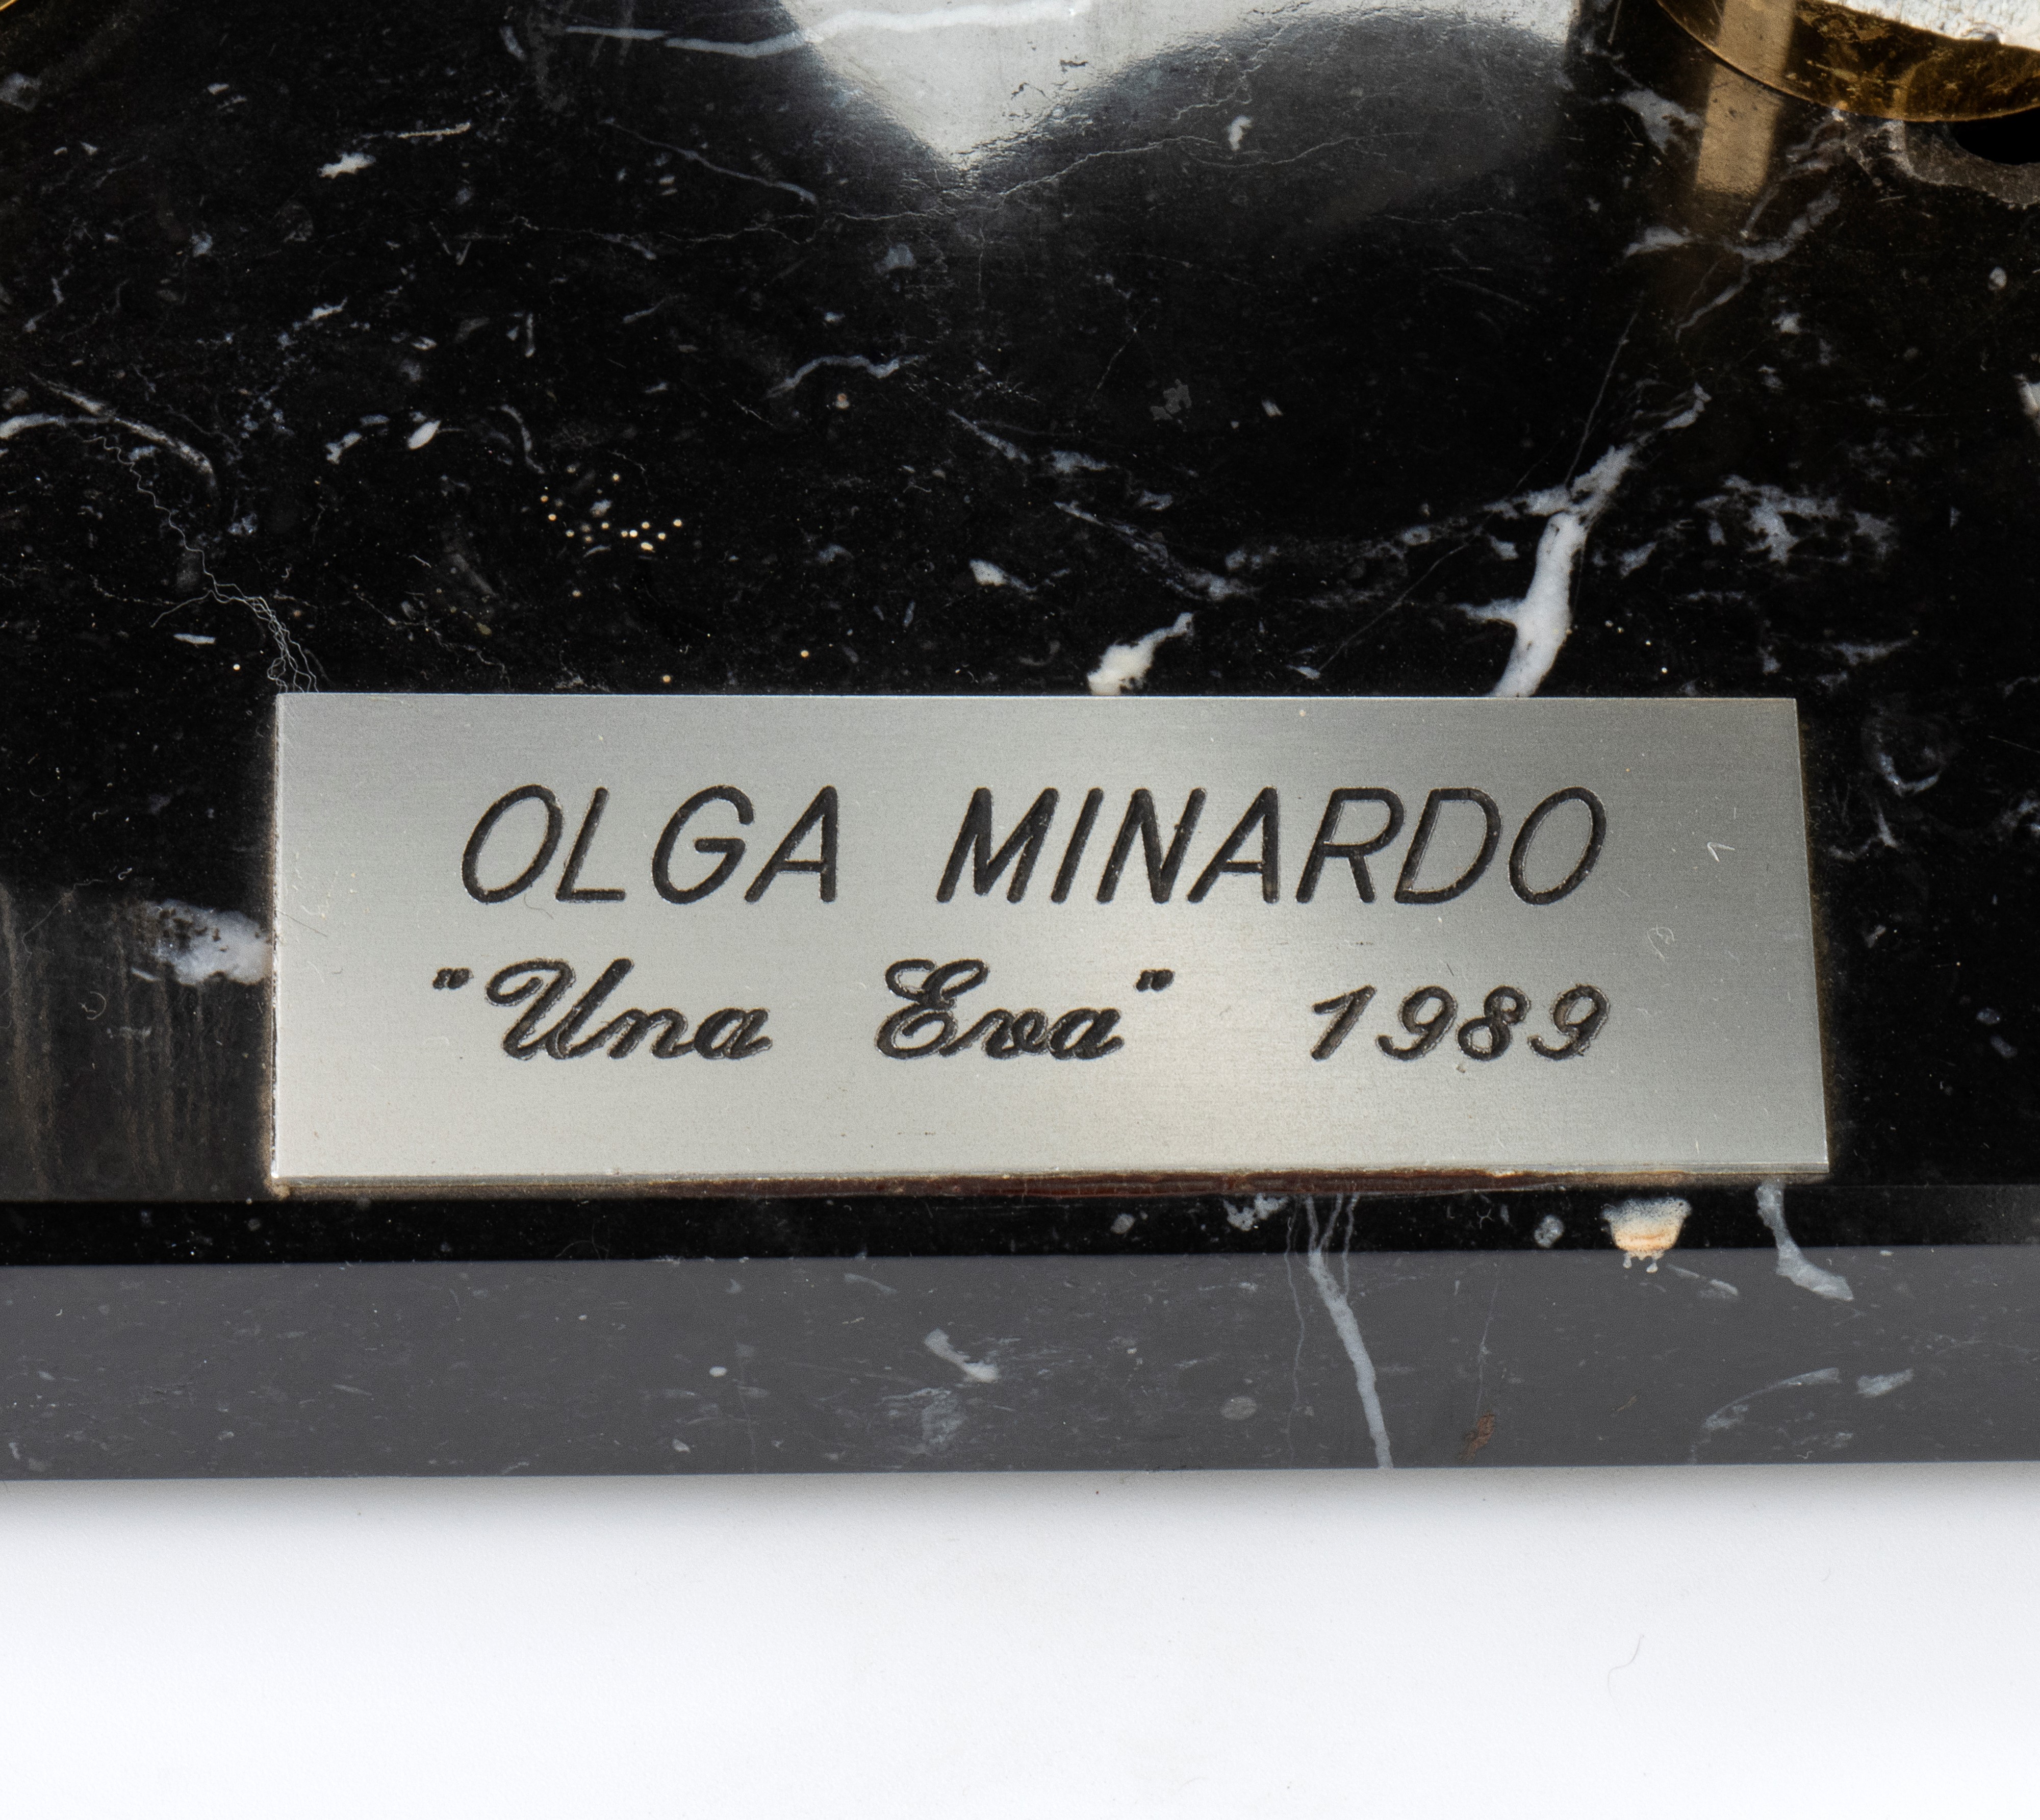 OLGA MINARDO
"Una Eva" 1989